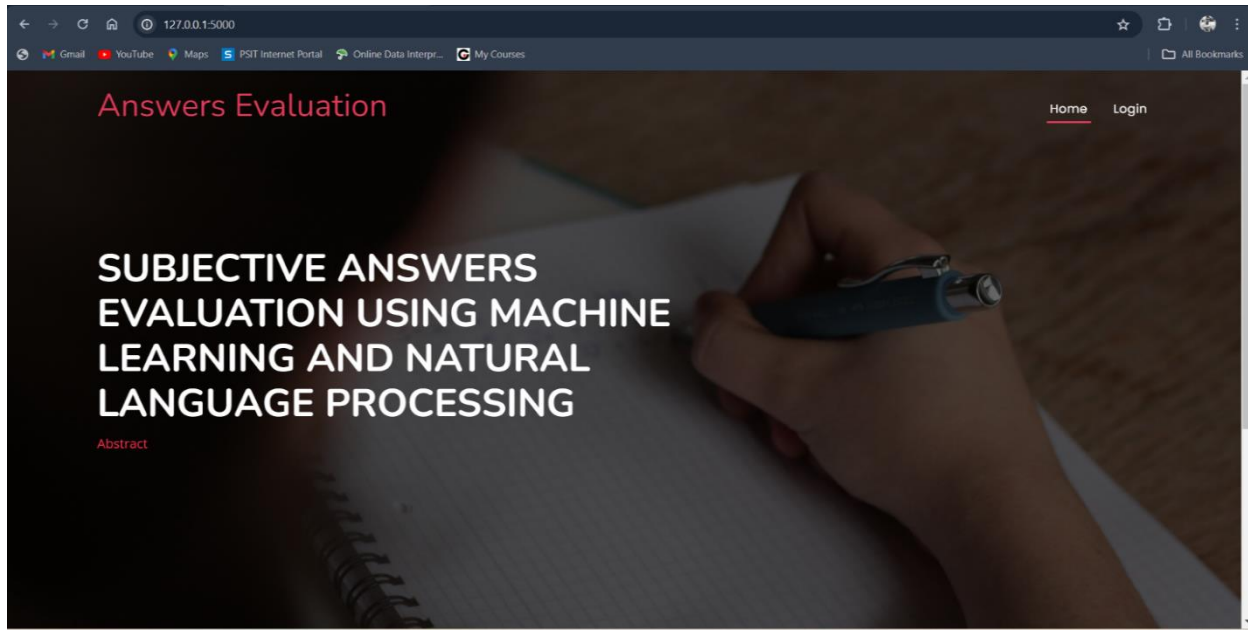 127.0.0.1:5000
Gmail YouTube Maps S PSIT Internet Portal Online Data Interpr... G My Courses All Bookmarks
Answers Evaluation
Home Login
SUBJECTIVE ANSWERS
EVALUATION USING MACHINE
LEARNING AND NATURAL
LANGUAGE PROCESSING
Abstract